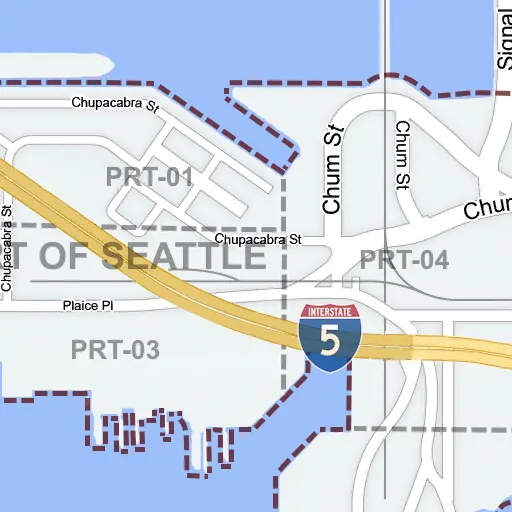 Signal
Chupacabra St
Chum St
Chum St
PRT-01
Chum
Chupacabra St
Chupacabra St
T OF SEATTLE
PRT-04
Plaice Pl
INTERSTATE
5
PRT-03